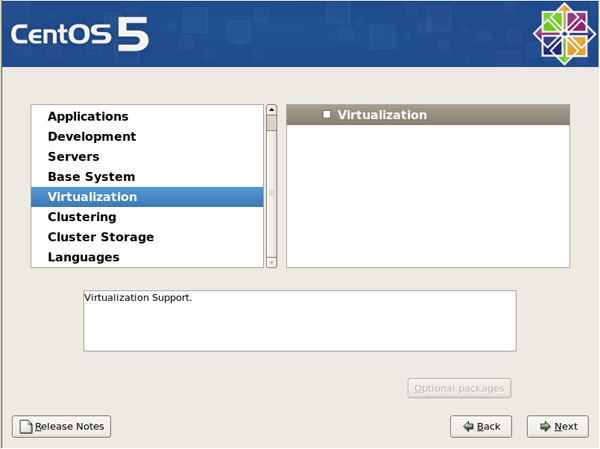 CentOS 5
Applications
Development
Servers
Base System
Virtualization
Clustering
Cluster Storage
Languages
Virtualization
Virtualization Support.
Optional packages
Release Notes
Back
Next